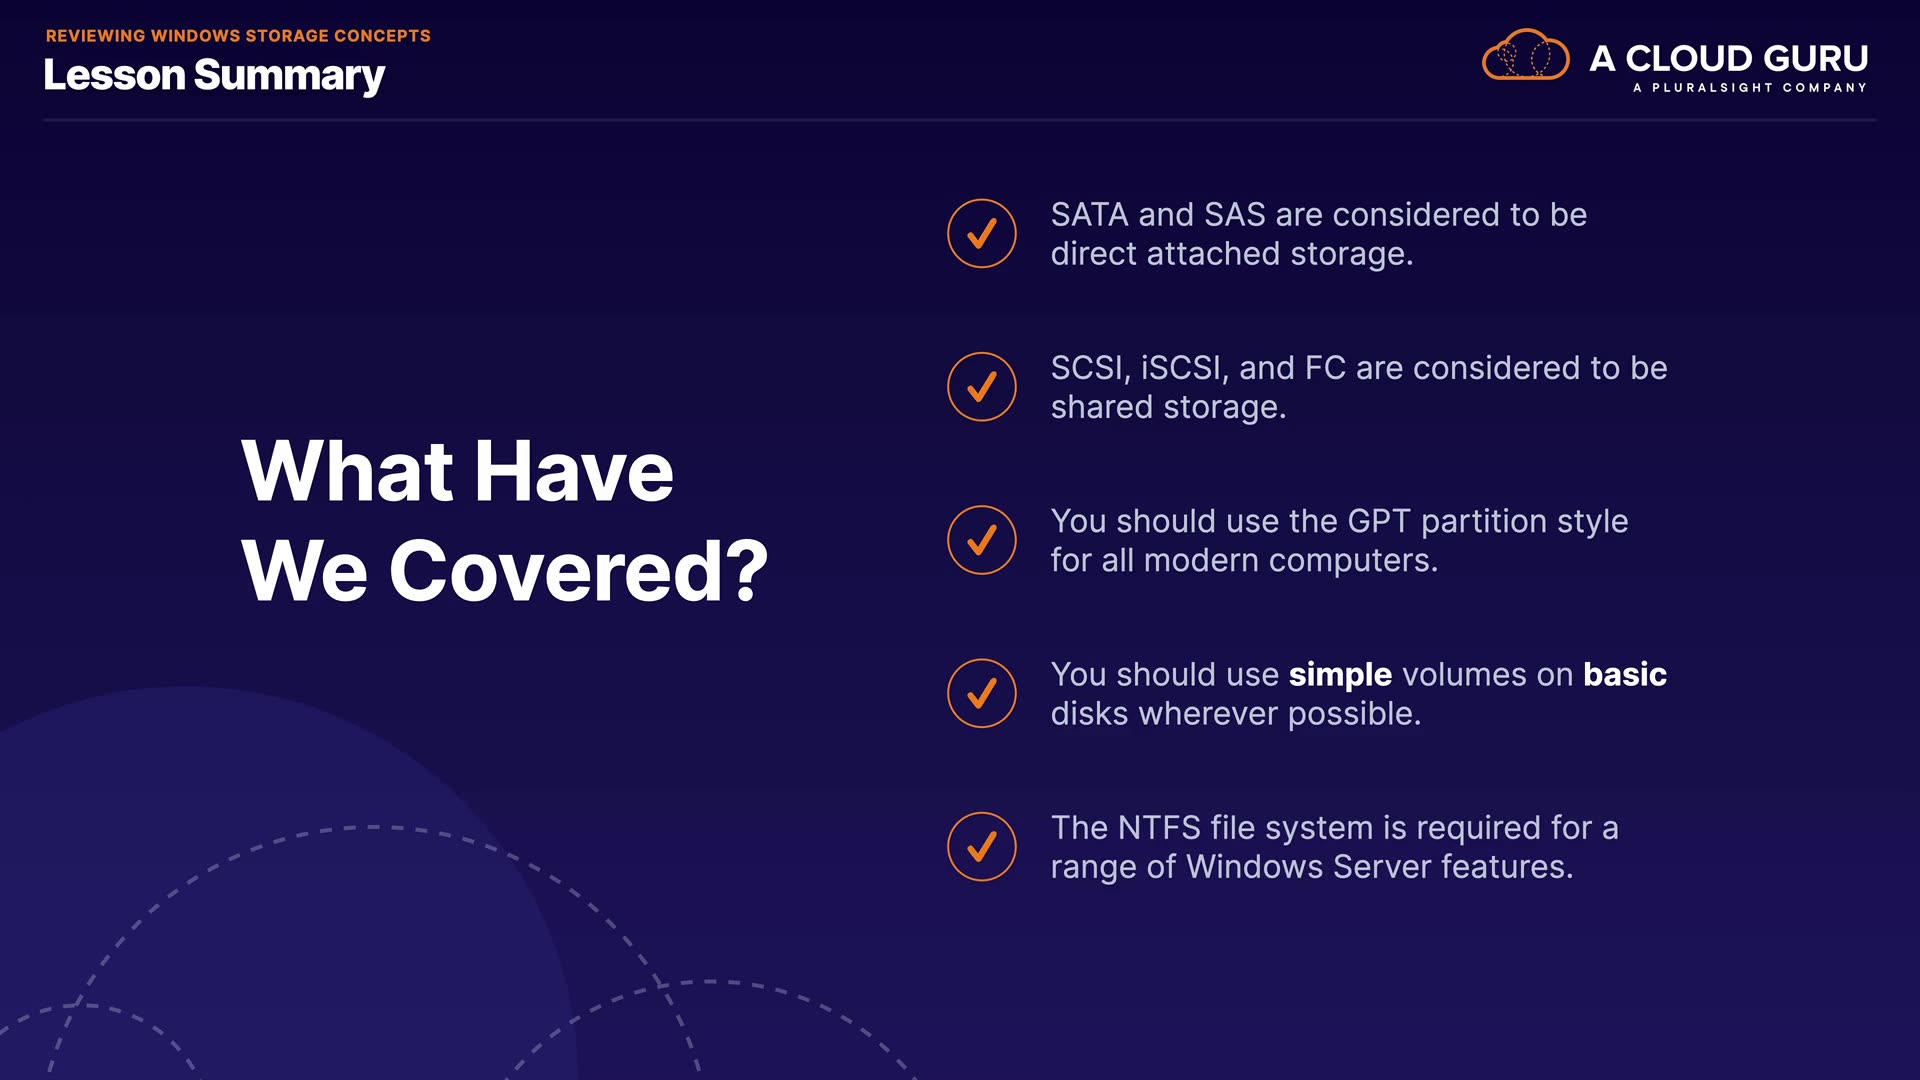 REVIEWING WINDOWS STORAGE CONCEPTS
Lesson Summary
A CLOUD GURU
A PLURALSIGHT COMPANY
What Have
We Covered?
SATA and SAS are considered to be
direct attached storage.
SCSI, iSCSI, and FC are considered to be
shared storage.
You should use the GPT partition style
for all modern computers.
You should use simple volumes on basic
disks wherever possible.
The NTFS file system is required for a
range of Windows Server features.